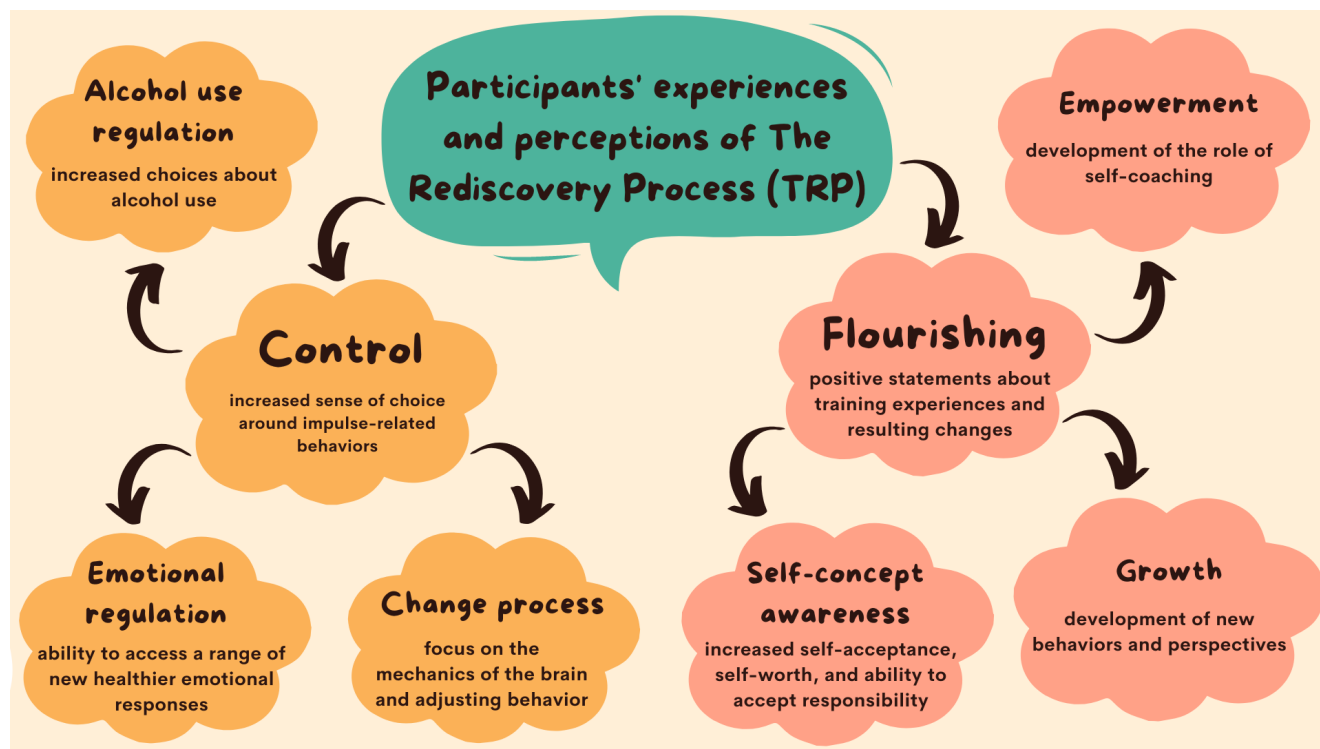 Participants' experiences
and perceptions of The
Rediscovery Process (TRP)
Alcohol use
regulation
increased choices about
alcohol use
Control
increased sense of choice
around impulse-related
behaviors
Emotional
regulation
ability to access a range of
new healthier emotional
responses
Change process
focus on the
mechanics of the brain
and adjusting behavior
Empowerment
development of the role of
self-coaching
Flourishing
positive statements about
training experiences and
resulting changes
Self-concept
awareness
increased self-acceptance,
self-worth, and ability to
accept responsibility
Growth
development of new
behaviors and perspectives